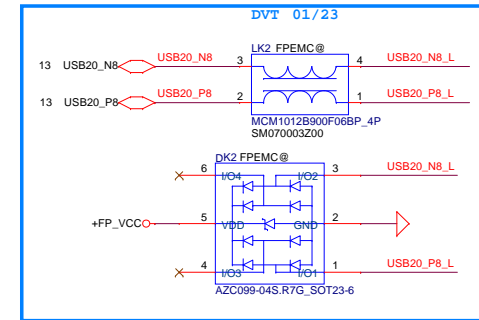 DVT 01/23
LK2 FPEMC@
13 USB20_N8 USB20_N8 3 4 USB20_N8_L
13 USB20_P8 USB20_P8 2 1 USB20_P8_L
MCM1012B900F06BP_4P
SM070003Z00
DK2 FPEMC@
6 I/O4 I/O2 3 USB20_N8_L
+FP_VCC 5 VDD GND 2
4 I/O3 I/O1 1 USB20_P8_L
AZC099-04S.R7G_SOT23-6